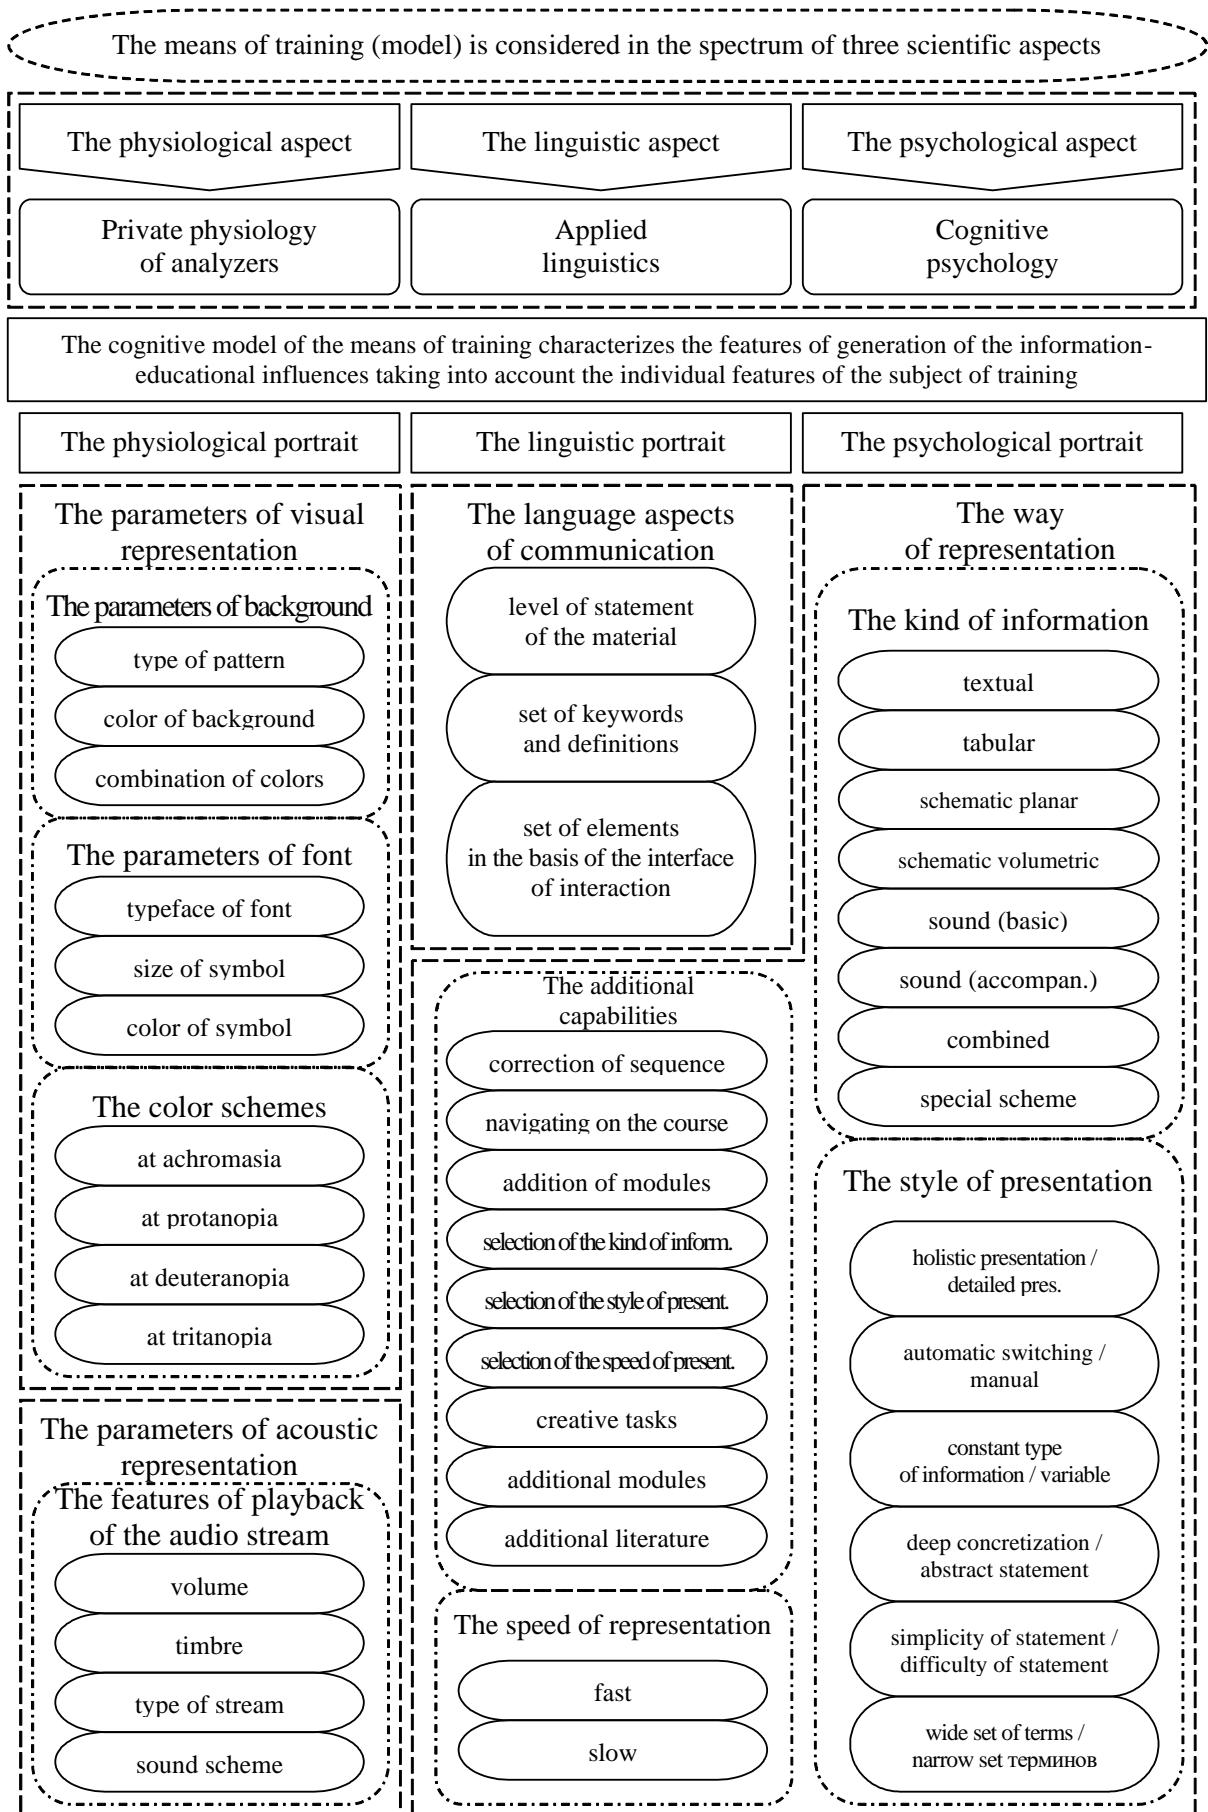 The means of training (model) is considered in the spectrum of three scientific aspects
The physiological aspect
The linguistic aspect
The psychological aspect
Private physiology
of analyzers
Applied
linguistics
Cognitive
psychology
The cognitive model of the means of training characterizes the features of generation of the information-
educational influences taking into account the individual features of the subject of training
The physiological portrait
The linguistic portrait
The psychological portrait
The parameters of visual
representation
The parameters of background
type of pattern
color of background
combination of colors
The parameters of font
typeface of font
size of symbol
color of symbol
The color schemes
at achromasia
at protanopia
at deuteranopia
at tritanopia
The parameters of acoustic
representation
The features of playback
of the audio stream
volume
timbre
type of stream
sound scheme
The language aspects
of communication
level of statement
of the material
set of keywords
and definitions
set of elements
in the basis of the interface
of interaction
The additional
capabilities
correction of sequence
navigating on the course
addition of modules
selection of the kind of inform.
selection of the style of present.
selection of the speed of present.
creative tasks
additional modules
additional literature
The speed of representation
fast
slow
The way
of representation
The kind of information
textual
tabular
schematic planar
schematic volumetric
sound (basic)
sound (accompan.)
combined
special scheme
The style of presentation
holistic presentation /
detailed pres.
automatic switching /
manual
constant type
of information / variable
deep concretization /
abstract statement
simplicity of statement /
difficulty of statement
wide set of terms /
narrow set терминов